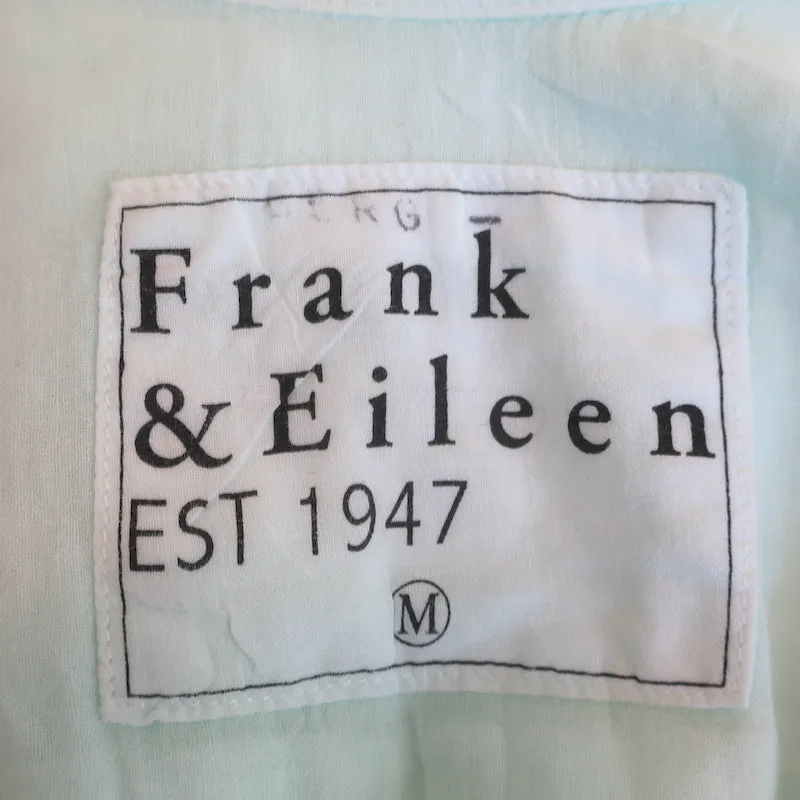 Frank
& Eileen
EST 1947
M